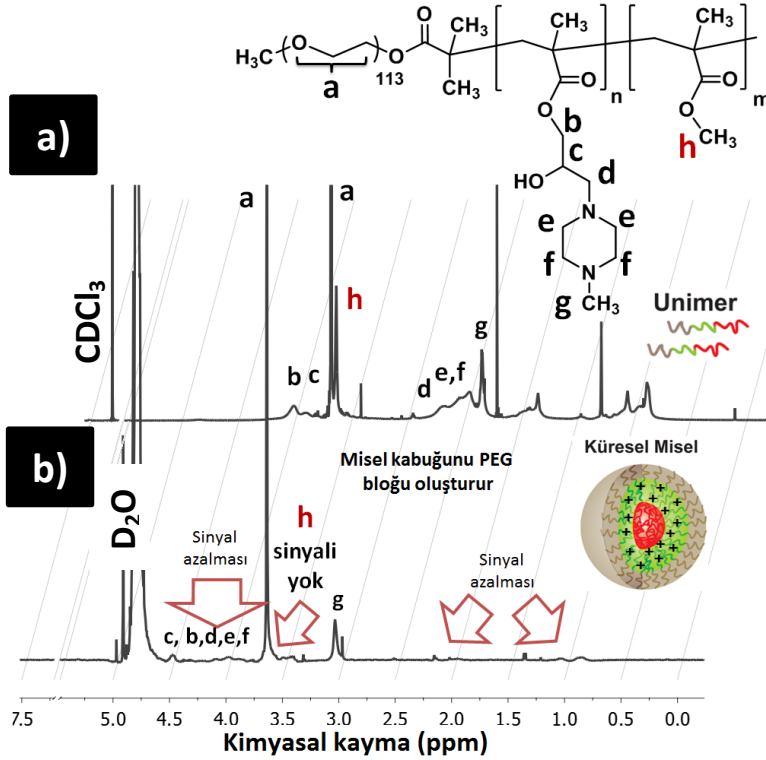 H₃C
O
113
O
O
CH₃
CH₃
CH₃
O
O
n
CH₃
O
O
m
CH₃
a
h
b
c
d
HO
N
e
e
f
f
N
g
CH₃
a)
a
a
h
CDCl₃
b
c
d
e,f
g
Unimer
b)
D₂O
Misel kabuğunu PEG
bloğu oluşturur
Küresel Misel
Sinyal
azalması
h
sinyali
yok
Sinyal
azalması
g
c, b,d,e,f
7.5 5.0 4.5 4.0 3.5 3.0 2.5 2.0 1.5 1.0 0.5 0.0
Kimyasal kayma (ppm)